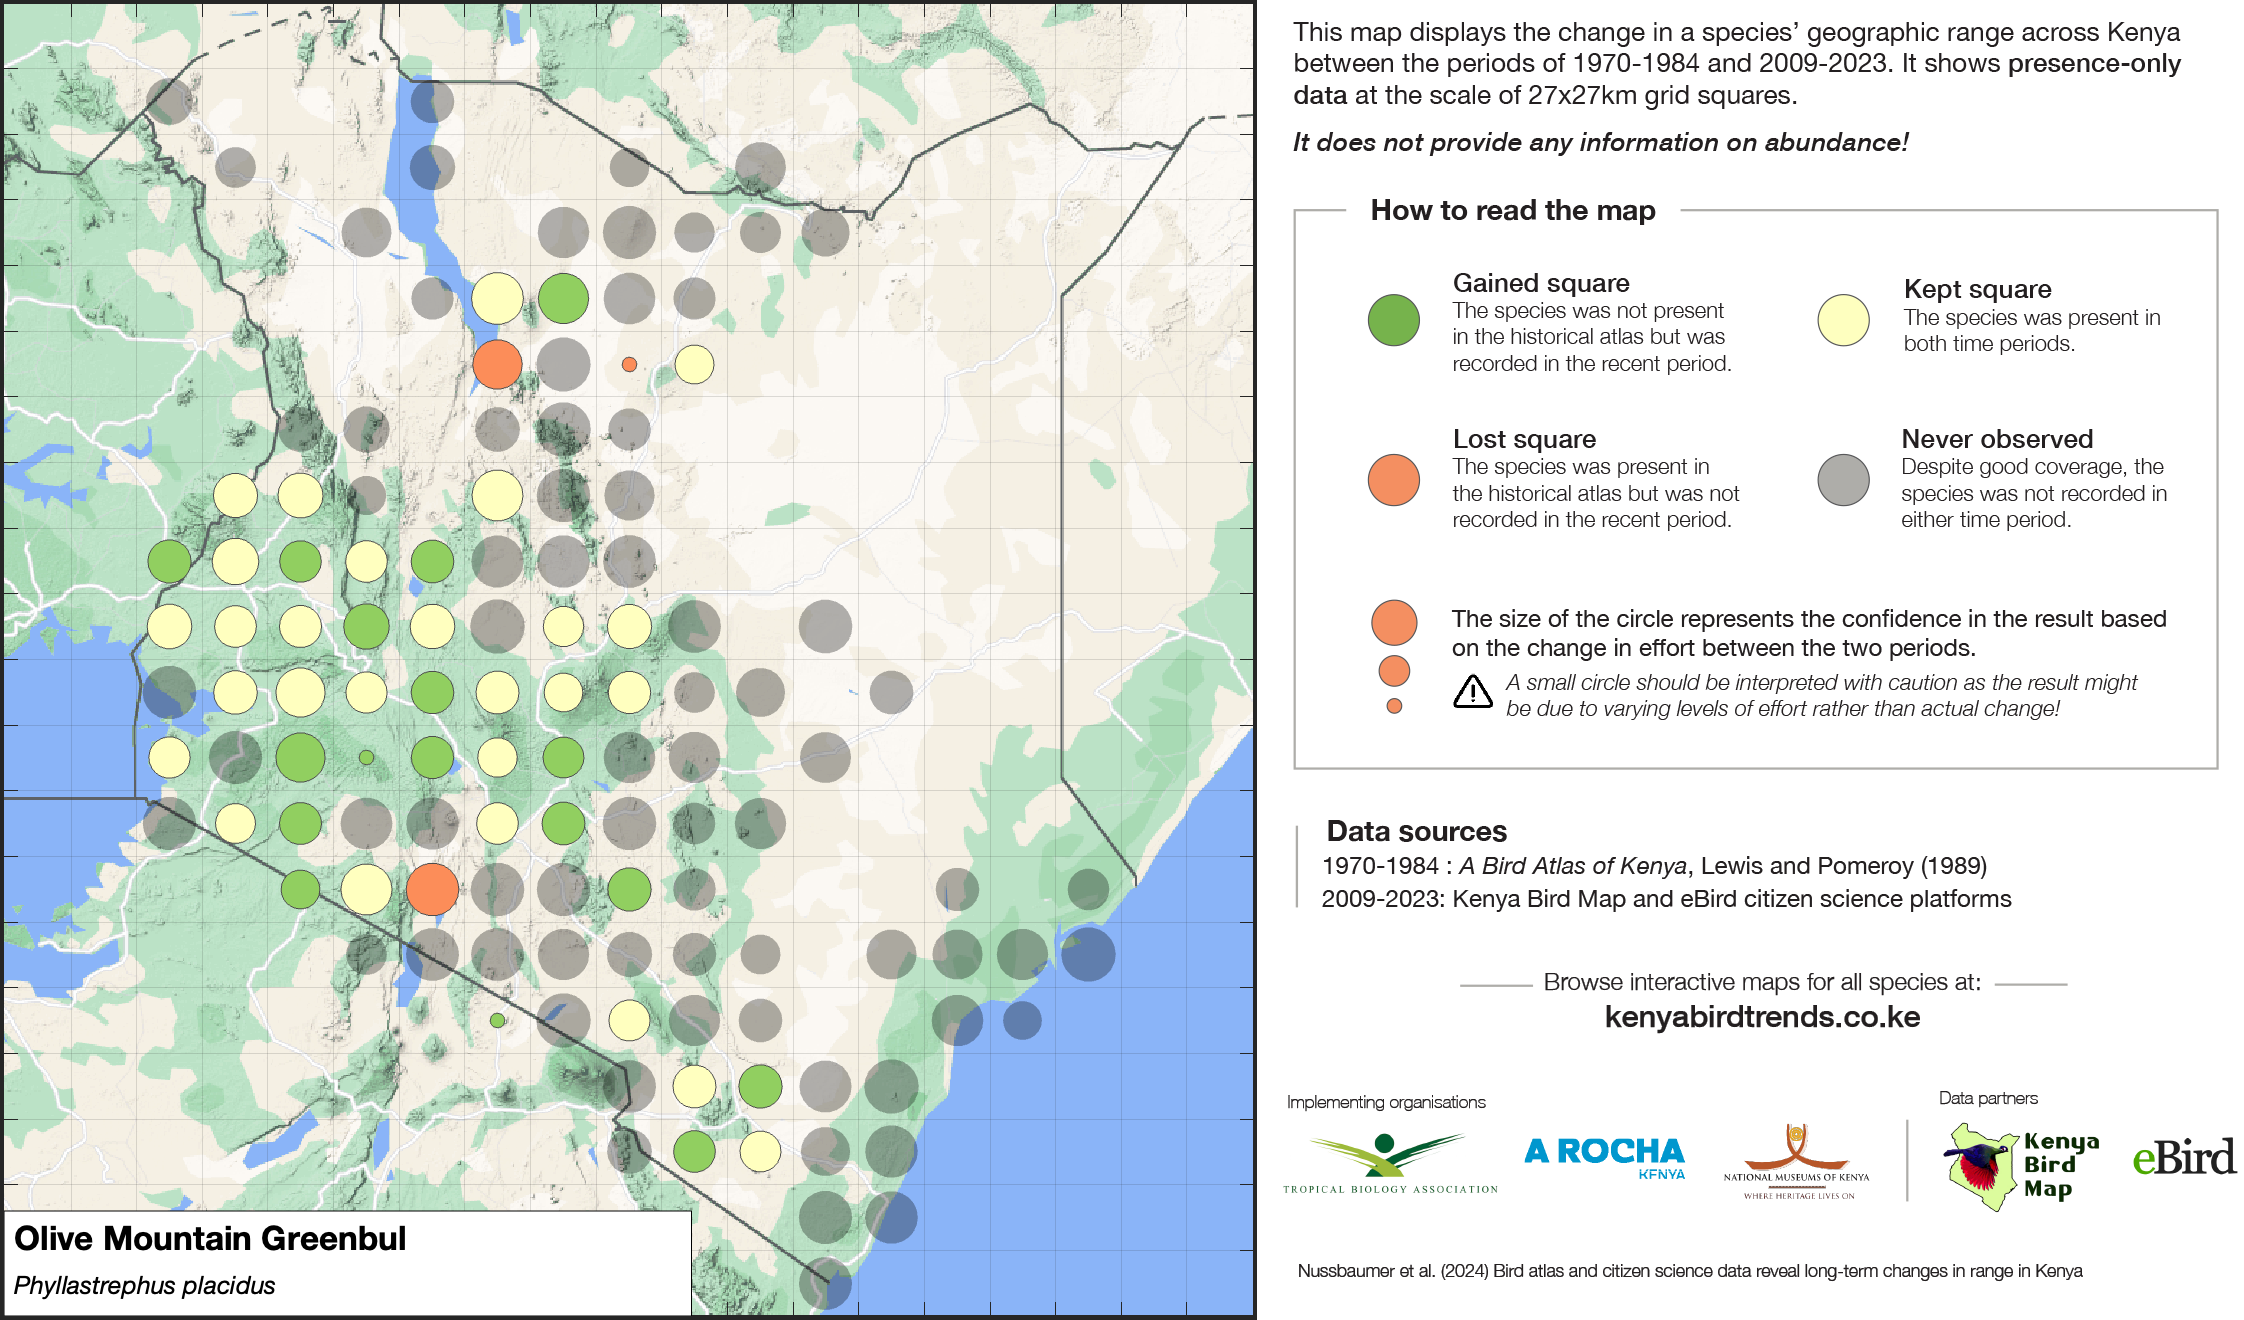 This map displays the change in a species’ geographic range across Kenya
between the periods of 1970-1984 and 2009-2023. It shows presence-only
data at the scale of 27x27km grid squares.
It does not provide any information on abundance!
How to read the map
Gained square
The species was not present
in the historical atlas but was
recorded in the recent period.
Kept square
The species was present in
both time periods.
Lost square
The species was present in
the historical atlas but was not
recorded in the recent period.
Never observed
Despite good coverage, the
species was not recorded in
either time period.
The size of the circle represents the confidence in the result based
on the change in effort between the two periods.
A small circle should be interpreted with caution as the result might
be due to varying levels of effort rather than actual change!
Data sources
1970-1984 : A Bird Atlas of Kenya, Lewis and Pomeroy (1989)
2009-2023: Kenya Bird Map and eBird citizen science platforms
Browse interactive maps for all species at:
kenyabirdtrends.co.ke
Implementing organisations
Data partners
TROPICAL BIOLOGY ASSOCIATION
A ROCHA
KENYA
NATIONAL MUSEUMS OF KENYA
WHERE HERITAGE LIVES ON
Kenya
Bird
Map
eBird
Nussbaumer et al. (2024) Bird atlas and citizen science data reveal long-term changes in range in Kenya
Olive Mountain Greenbul
Phyllastrephus placidus